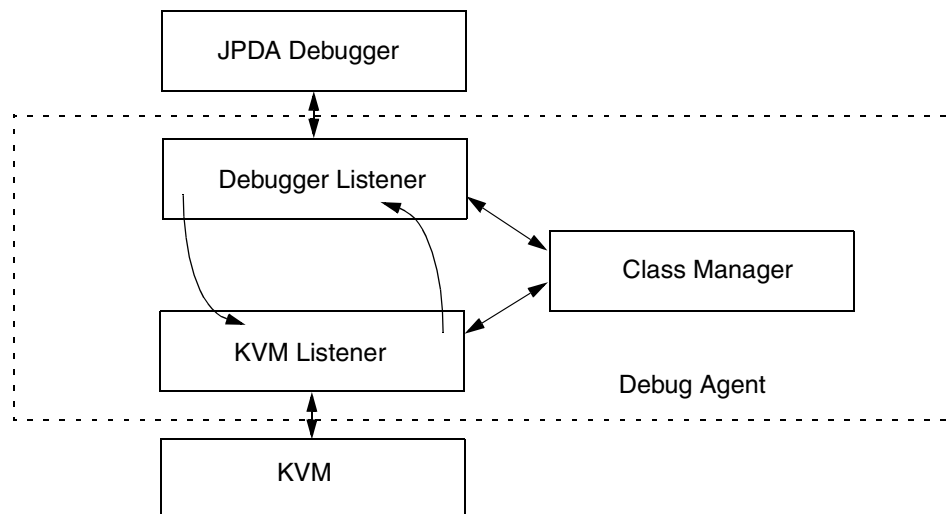 JPDA Debugger
Debugger Listener
Class Manager
KVM Listener
Debug Agent
KVM